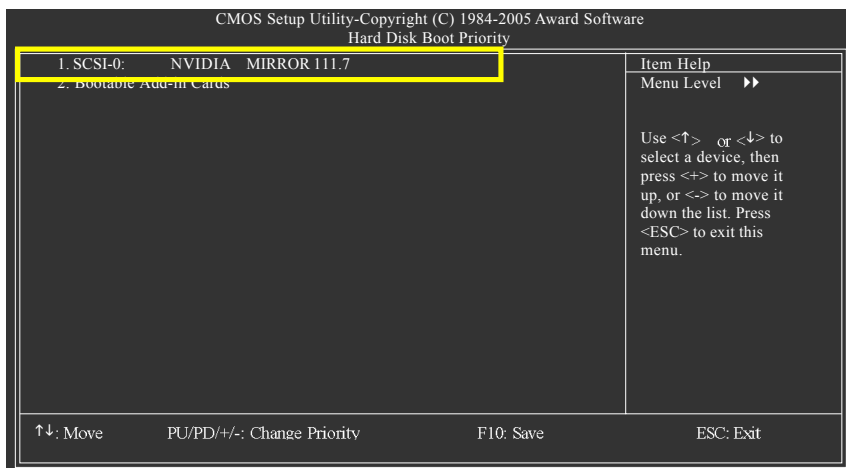 CMOS Setup Utility-Copyright (C) 1984-2005 Award Software
Hard Disk Boot Priority
1. SCSI-0: NVIDIA MIRROR 111.7
2. Bootable Add-in Cards
Item Help
Menu Level ▶▶
Use <↑> or <↓> to
select a device, then
press <+> to move it
up, or <-> to move it
down the list. Press
<ESC> to exit this
menu.
↑↓: Move PU/PD/+/-: Change Priority F10: Save ESC: Exit